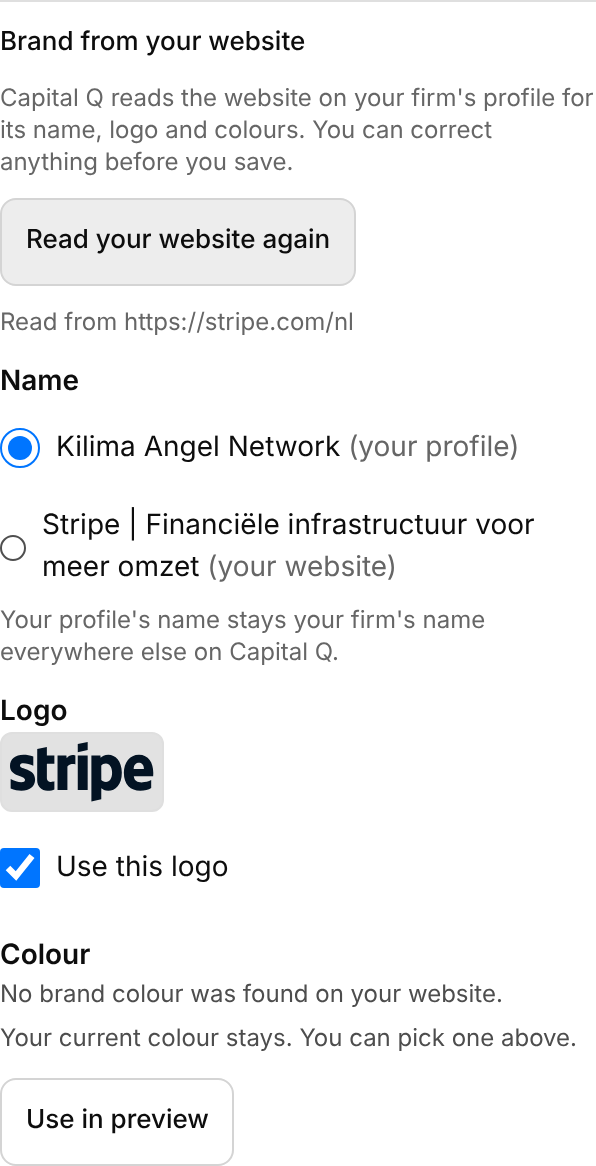 Brand from your website
Capital Q reads the website on your firm's profile for
its name, logo and colours. You can correct
anything before you save.
Read your website again
Read from https://stripe.com/nl
Name
Kilima Angel Network (your profile)
Stripe | Financiële infrastructuur voor
meer omzet (your website)
Your profile's name stays your firm's name
everywhere else on Capital Q.
Logo
stripe
Use this logo
Colour
No brand colour was found on your website.
Your current colour stays. You can pick one above.
Use in preview